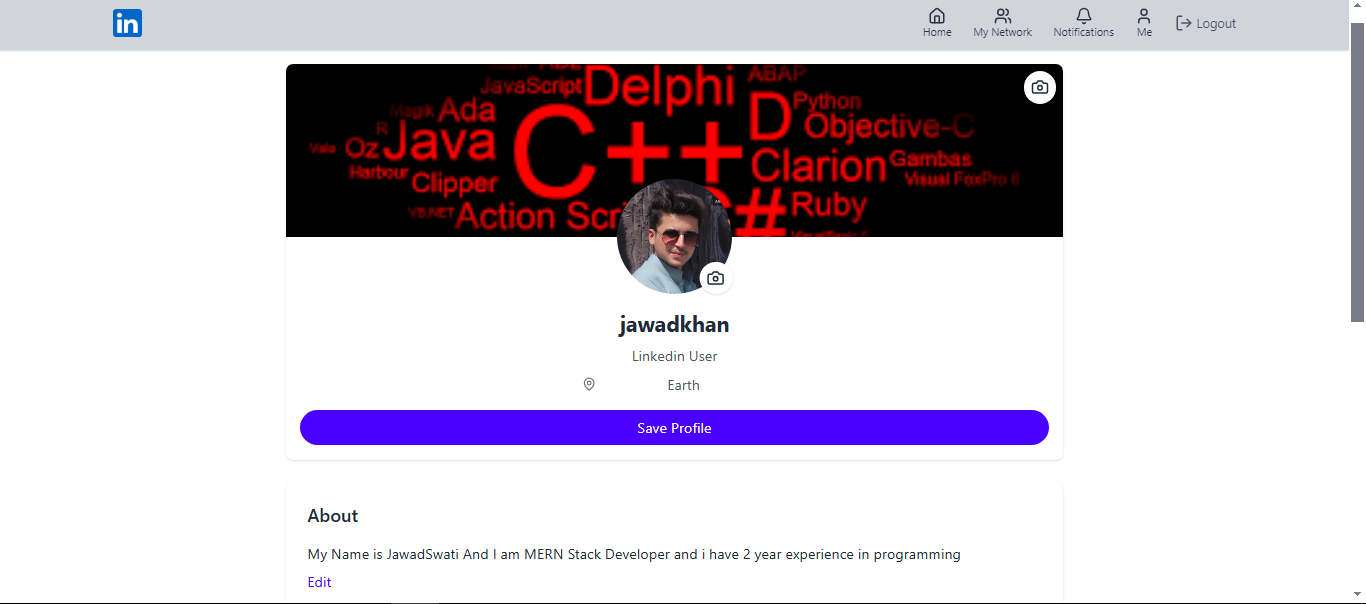 in
Home
My Network
Notifications
Me
Logout
JavaScript
Delphi
ABAP
Magik
Ada
D
Python
R
Java
C++
Objective-C
Vala
Oz
Clarion
Gambas
Harbour
Clipper
Visual FoxPro 6
VB.NET
Action Scri
C#
Ruby
jawadkhan
Linkedin User
Earth
Save Profile
About
My Name is JawadSwati And I am MERN Stack Developer and i have 2 year experience in programming
Edit